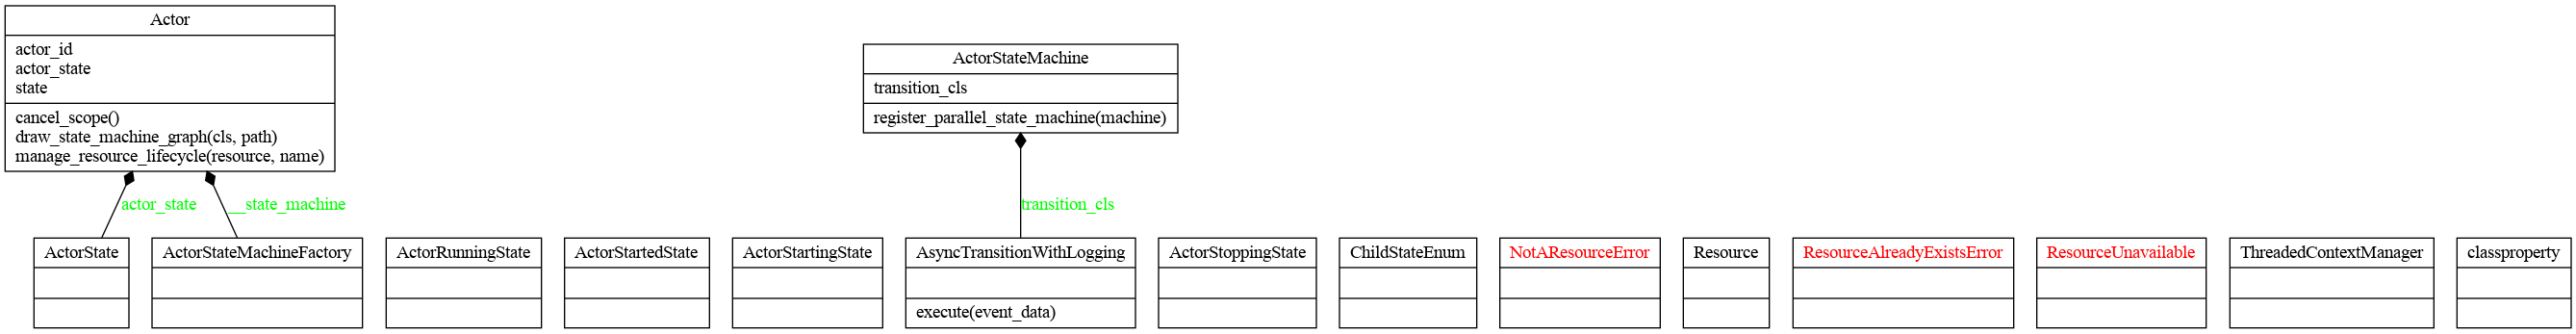 Actor
actor_id
actor_state
state
cancel_scope()
draw_state_machine_graph(cls, path)
manage_resource_lifecycle(resource, name)
ActorStateMachine
transition_cls
register_parallel_state_machine(machine)
actor_state
__state_machine
transition_cls
ActorState
ActorStateMachineFactory
ActorRunningState
ActorStartedState
ActorStartingState
AsyncTransitionWithLogging
execute(event_data)
ActorStoppingState
ChildStateEnum
NotAResourceError
Resource
ResourceAlreadyExistsError
ResourceUnavailable
ThreadedContextManager
classproperty